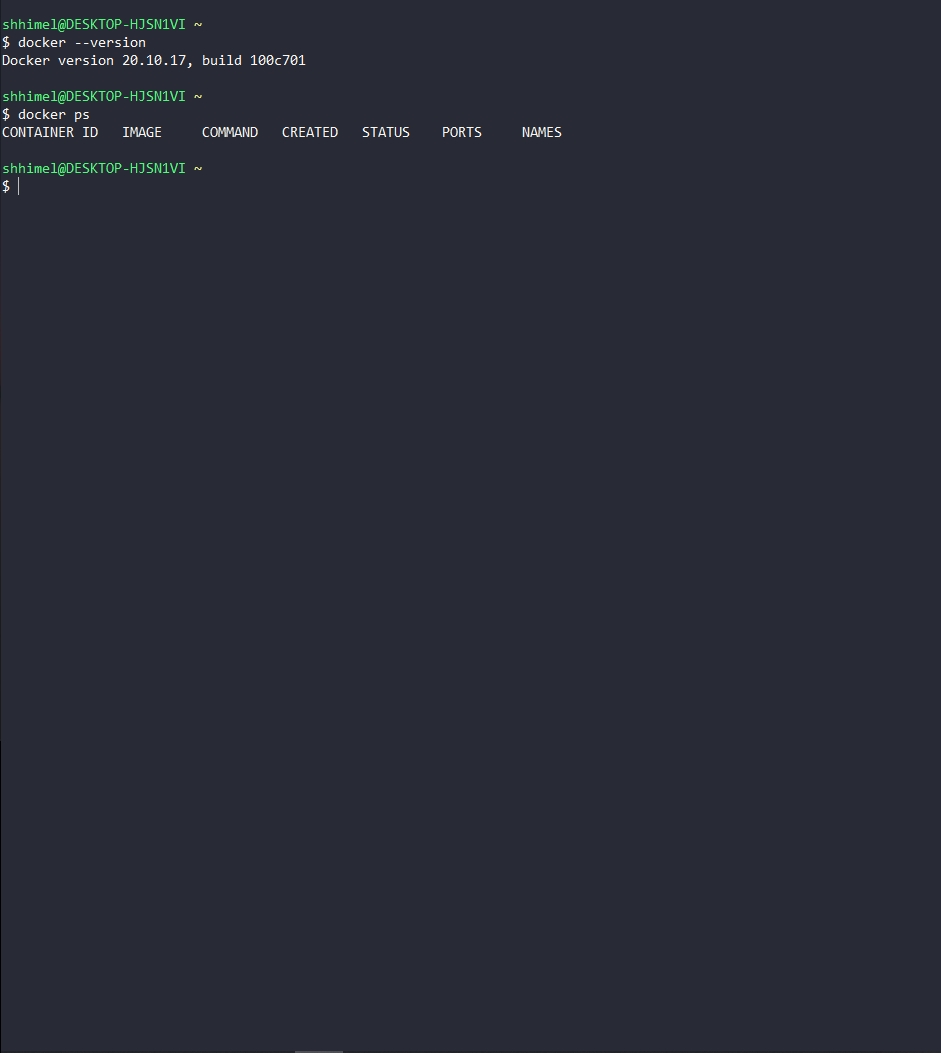 shhimel@DESKTOP-HJSN1VI ~
$ docker --version
Docker version 20.10.17, build 100c701

shhimel@DESKTOP-HJSN1VI ~
$ docker ps
CONTAINER ID   IMAGE     COMMAND   CREATED   STATUS    PORTS     NAMES

shhimel@DESKTOP-HJSN1VI ~
$